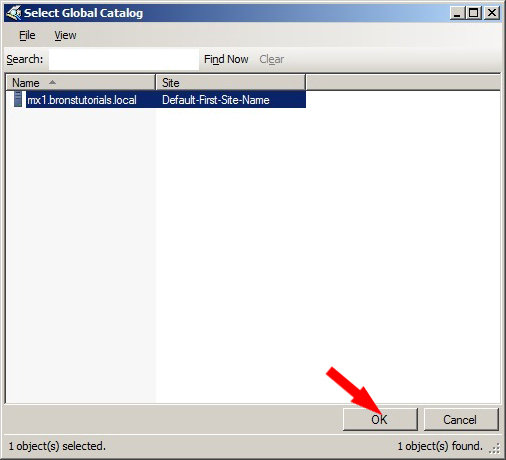 Select Global Catalog
File View
Search: Find Now Clear
Name Site
mx1.bronstutorials.local Default-First-Site-Name
OK Cancel
1 object(s) selected. 1 object(s) found.